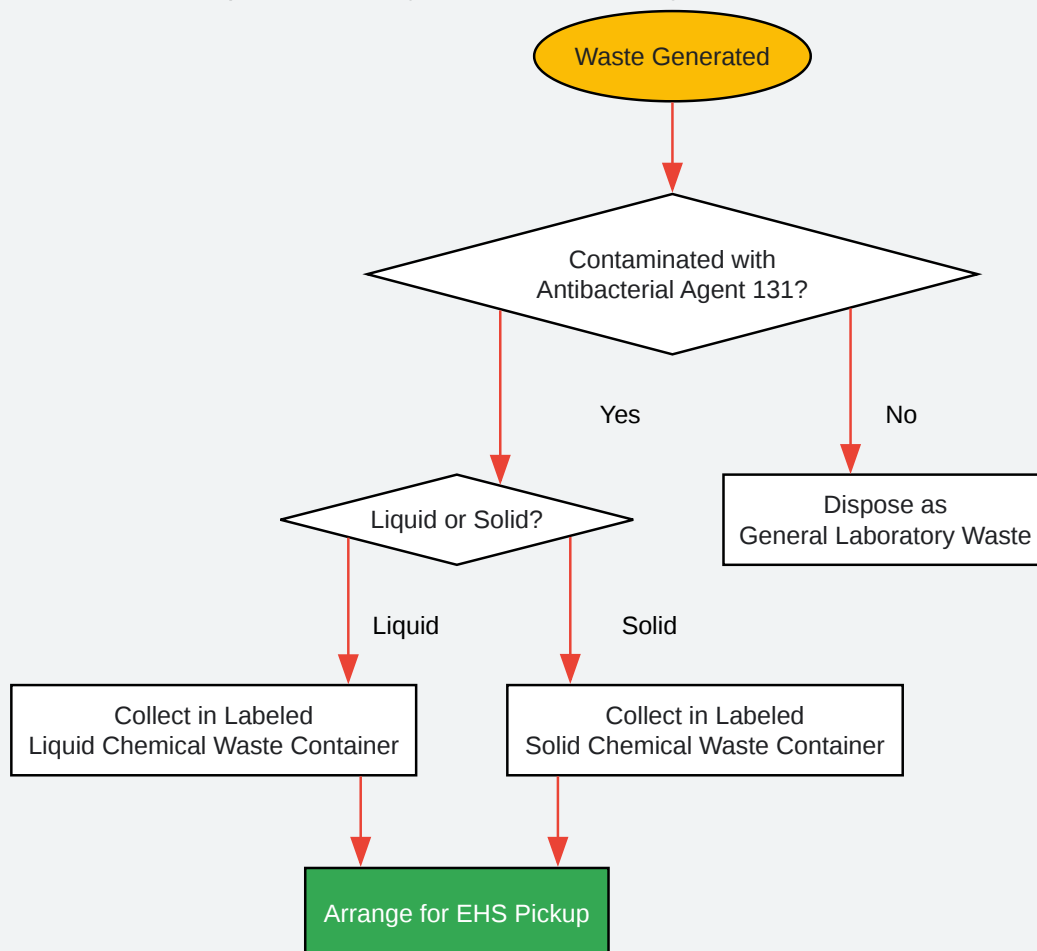 Waste Generated
Contaminated with
Antibacterial Agent 131?
Yes
No
Liquid or Solid?
Dispose as
General Laboratory Waste
Liquid
Solid
Collect in Labeled
Liquid Chemical Waste Container
Collect in Labeled
Solid Chemical Waste Container
Arrange for EHS Pickup